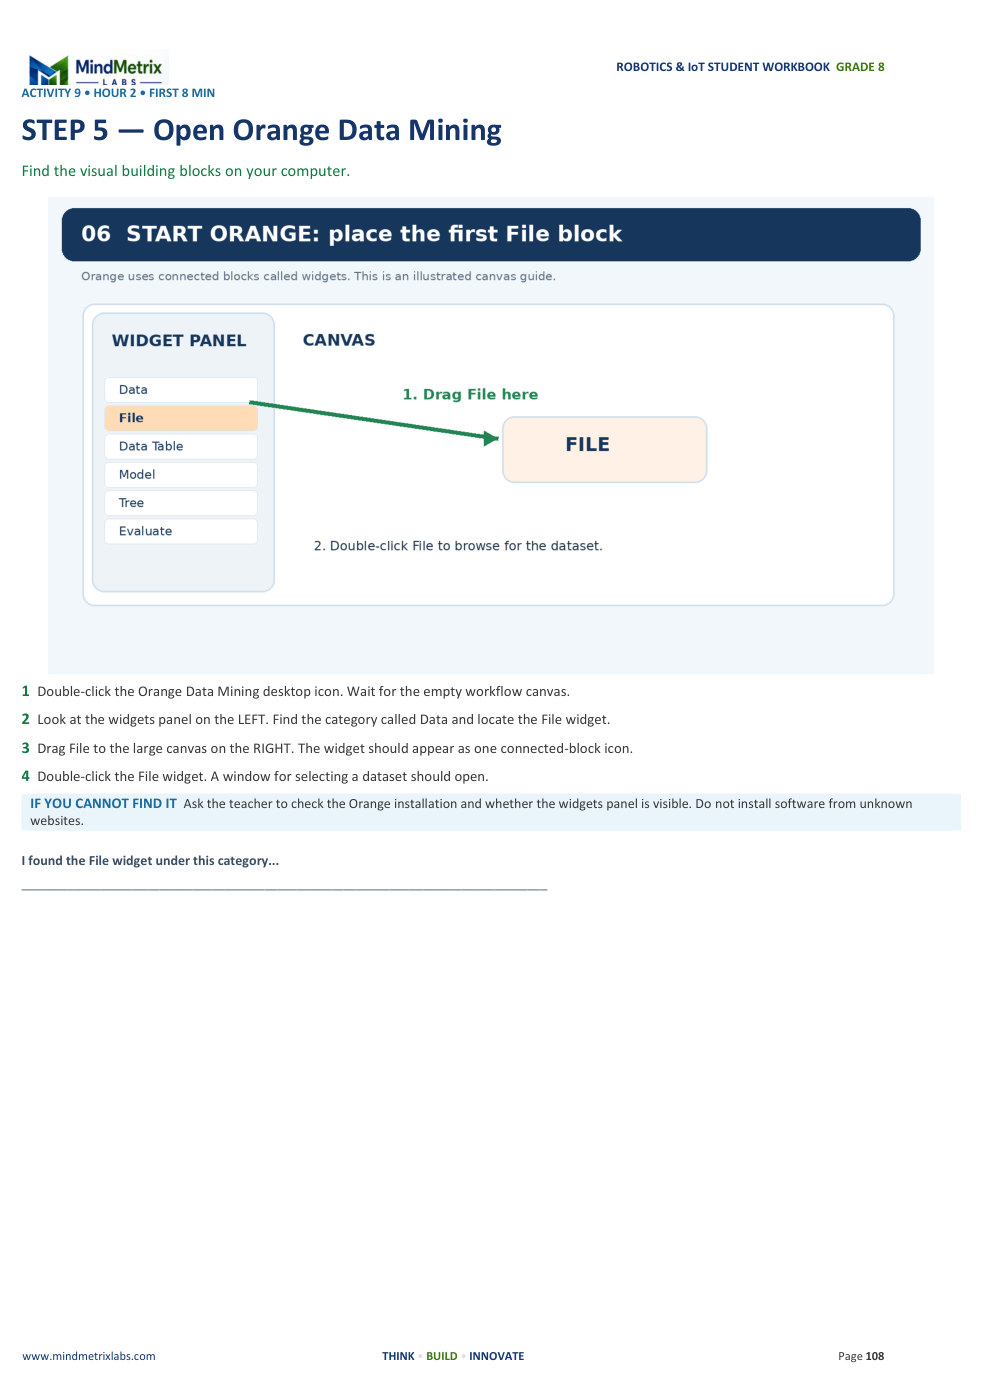 MindMetrix
LABS
ROBOTICS & IoT STUDENT WORKBOOK GRADE 8
ACTIVITY 9 • HOUR 2 • FIRST 8 MIN
STEP 5 — Open Orange Data Mining
Find the visual building blocks on your computer.
06 START ORANGE: place the first File block
Orange uses connected blocks called widgets. This is an illustrated canvas guide.
WIDGET PANEL
CANVAS
Data
File
Data Table
Model
Tree
Evaluate
1. Drag File here
FILE
2. Double-click File to browse for the dataset.
1 Double-click the Orange Data Mining desktop icon. Wait for the empty workflow canvas.
2 Look at the widgets panel on the LEFT. Find the category called Data and locate the File widget.
3 Drag File to the large canvas on the RIGHT. The widget should appear as one connected-block icon.
4 Double-click the File widget. A window for selecting a dataset should open.
IF YOU CANNOT FIND IT Ask the teacher to check the Orange installation and whether the widgets panel is visible. Do not install software from unknown
websites.
I found the File widget under this category...
www.mindmetrixlabs.com
THINK • BUILD • INNOVATE
Page 108